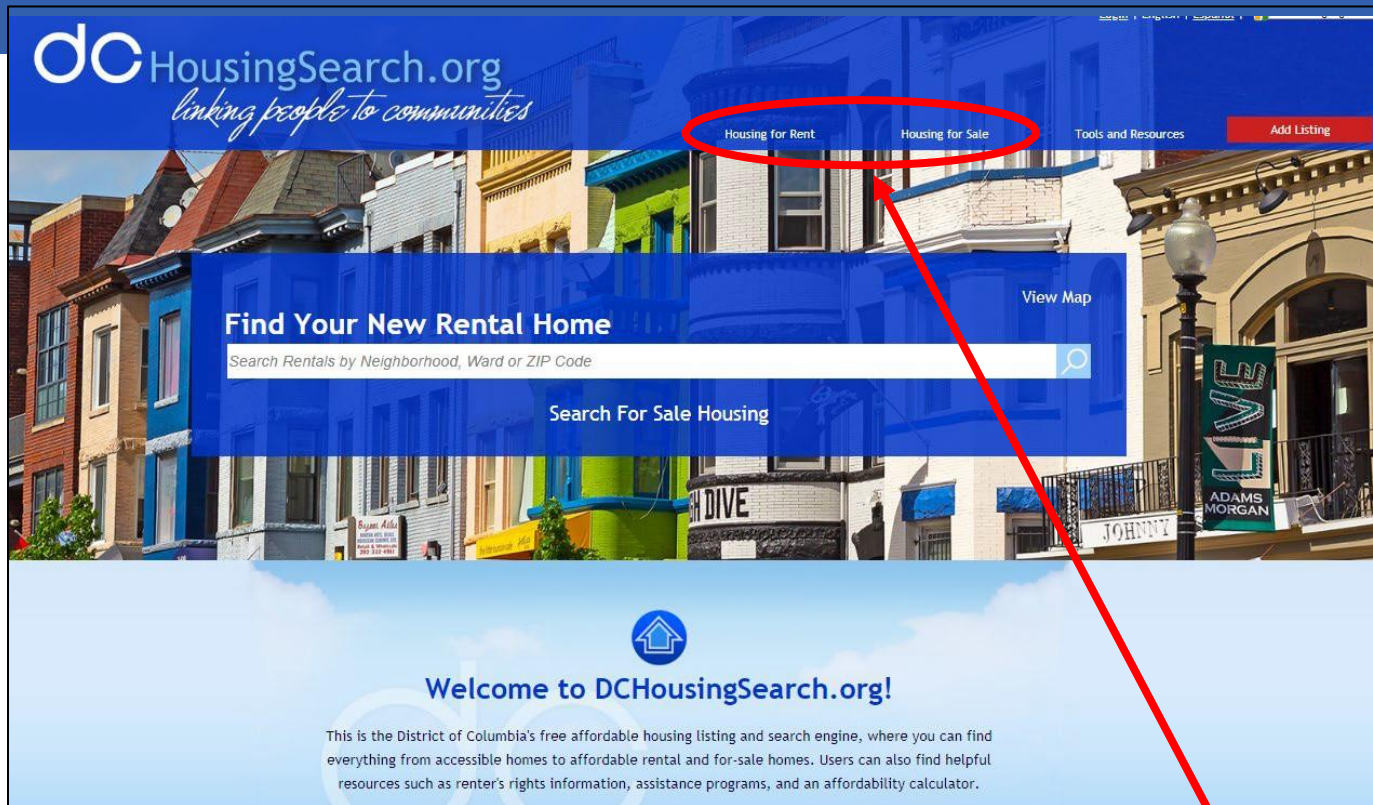 Login | English | Español |
dc HousingSearch.org
linking people to communities
Housing for Rent Housing for Sale Tools and Resources Add Listing
View Map
Find Your New Rental Home
Search Rentals by Neighborhood, Ward or ZIP Code
Search For Sale Housing
LIVE
ADAMS
MORGAN
DIVE
JOHNNY
dc
Welcome to DCHousingSearch.org!
This is the District of Columbia's free affordable housing listing and search engine, where you can find
everything from accessible homes to affordable rental and for-sale homes. Users can also find helpful
resources such as renter's rights information, assistance programs, and an affordability calculator.